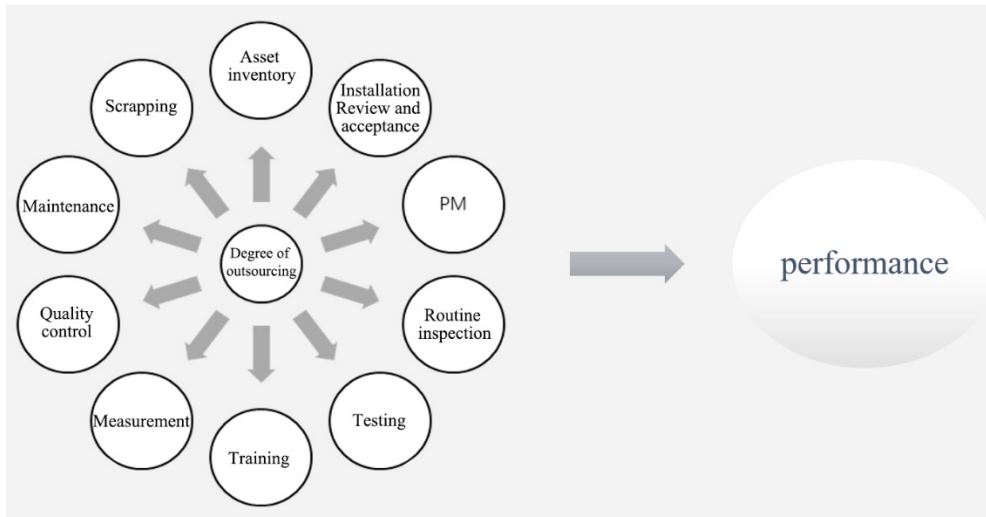 Asset
inventory
Installation
Review and
acceptance
PM
Routine
inspection
Testing
Training
Measurement
Quality
control
Maintenance
Scrapping
Degree of
outsourcing
performance